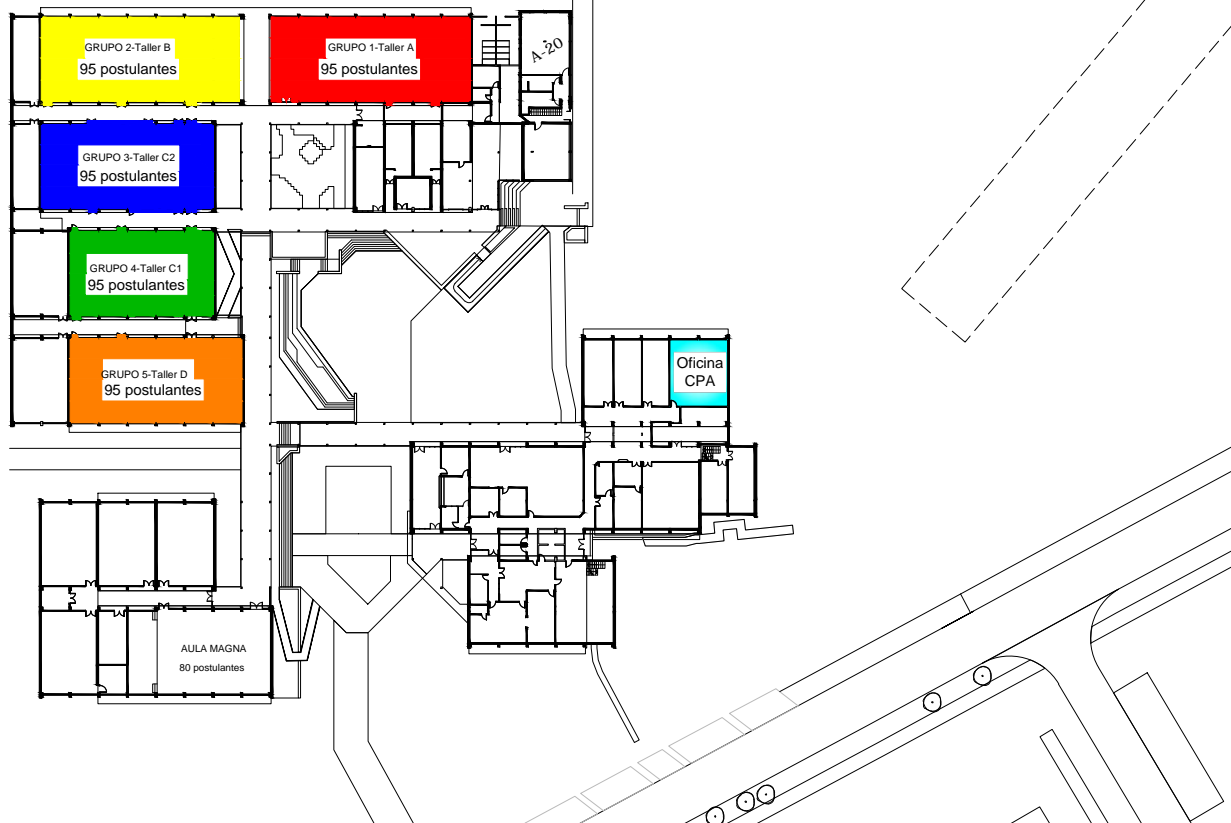 GRUPO 2-Taller B
95 postulantes
GRUPO 1-Taller A
95 postulantes
A-20
GRUPO 3-Taller C2
95 postulantes
GRUPO 4-Taller C1
95 postulantes
Oficina
CPA
GRUPO 5-Taller D
95 postulantes
AULA MAGNA
80 postulantes